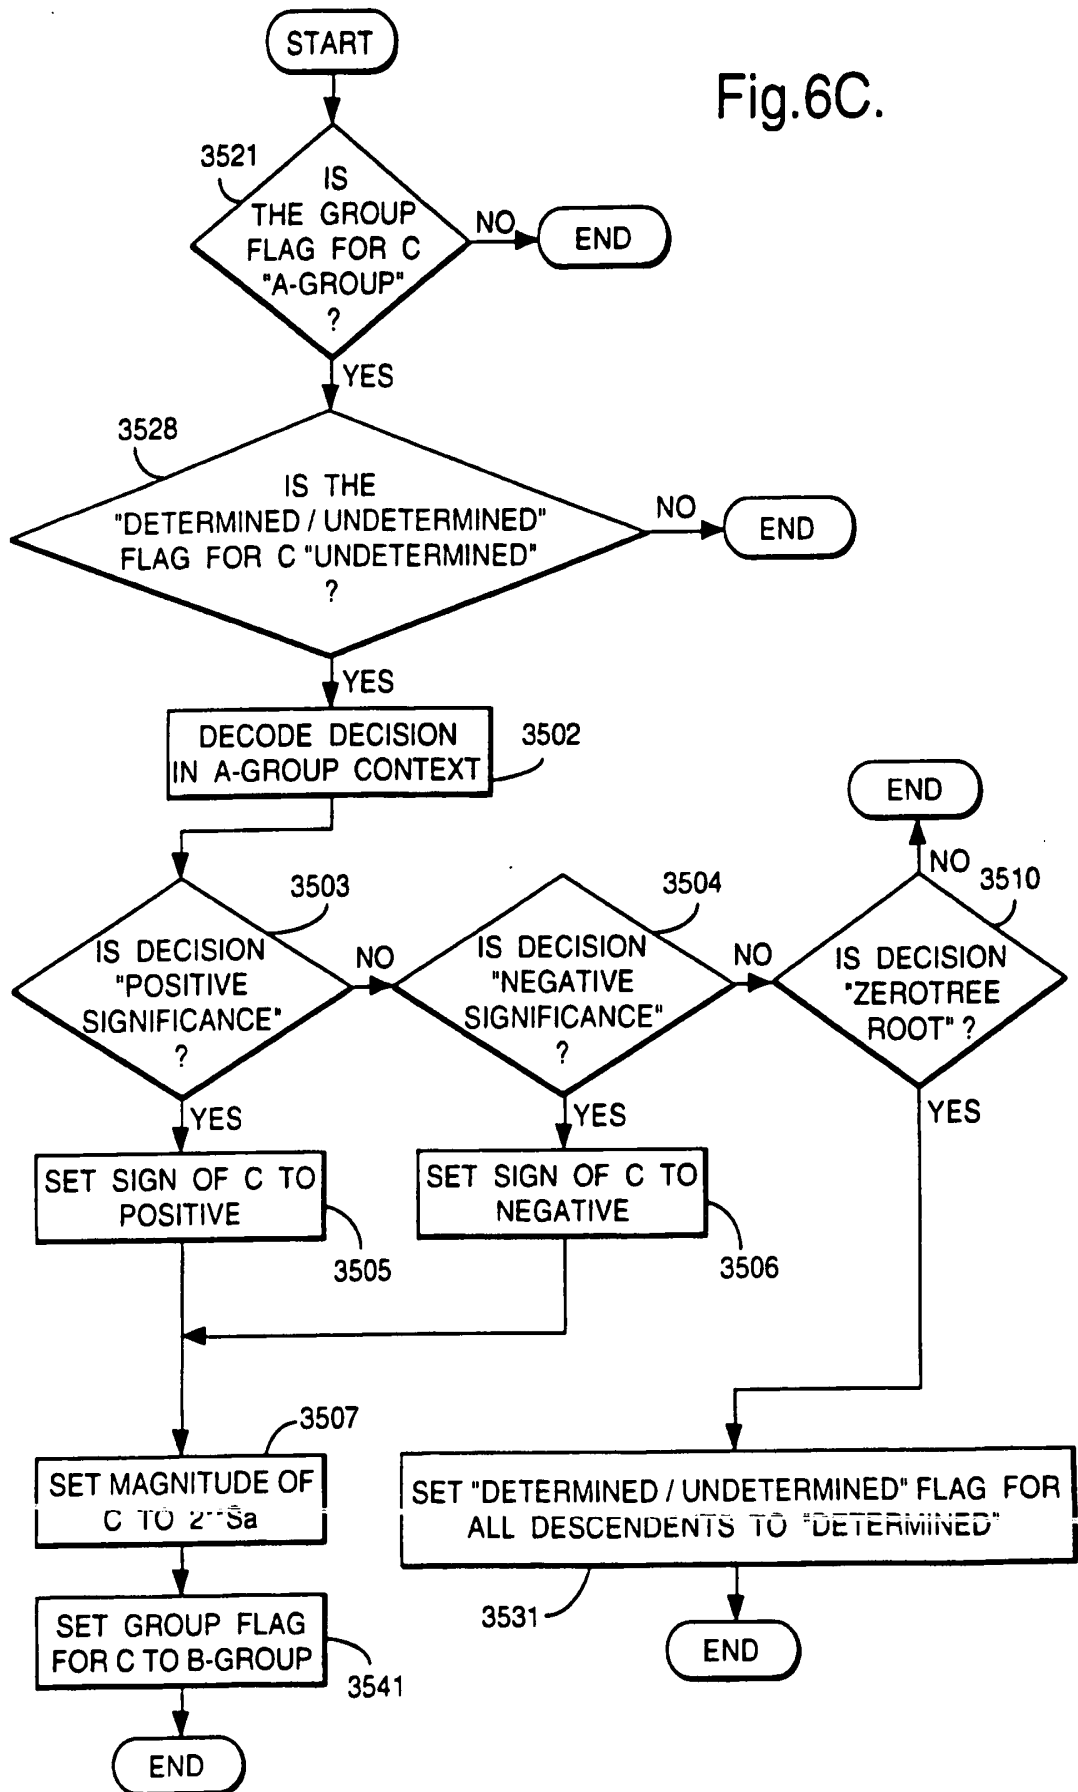 START
Fig.6C.
3521
IS
THE GROUP
FLAG FOR C
"A-GROUP"
?
NO
END
YES
3528
IS THE
"DETERMINED / UNDETERMINED"
FLAG FOR C "UNDETERMINED"
?
NO
END
YES
DECODE DECISION
IN A-GROUP CONTEXT
3502
END
NO
3503
IS DECISION
"POSITIVE
SIGNIFICANCE"
?
NO
3504
IS DECISION
"NEGATIVE
SIGNIFICANCE"
?
NO
3510
IS DECISION
"ZEROTREE
ROOT" ?
YES
YES
YES
SET SIGN OF C TO
POSITIVE
3505
SET SIGN OF C TO
NEGATIVE
3506
3507
SET MAGNITUDE OF
C TO
SET "DETERMINED / UNDETERMINED" FLAG FOR
ALL DESCENDENTS TO "DETERMINED"
3531
END
SET GROUP FLAG
FOR C TO B-GROUP
3541
END